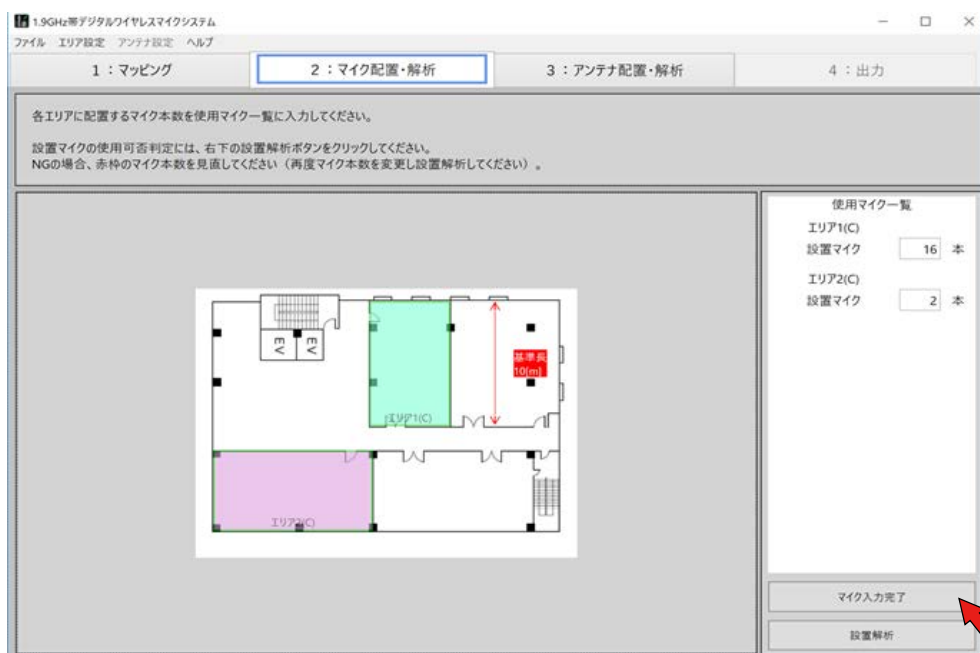 1.9GHz帯デジタルワイヤレスマイクシステム
ファイル エリア設定 アンテナ設定 ヘルプ
1：マッピング 2：マイク配置・解析 3：アンテナ配置・解析 4：出力
各エリアに配置するマイク本数を使用マイク一覧に入力してください。
設置マイクの使用可否判定には、右下の設置解析ボタンをクリックしてください。
NGの場合、赤枠のマイク本数を見直してください（再度マイク本数を変更し設置解析してください）。
使用マイク一覧
エリア1(C)
設置マイク 16 本
エリア2(C)
設置マイク 2 本
EV EV
基準長
10[m]
エリア1(C)
エリア2(C)
マイク入力完了
設置解析